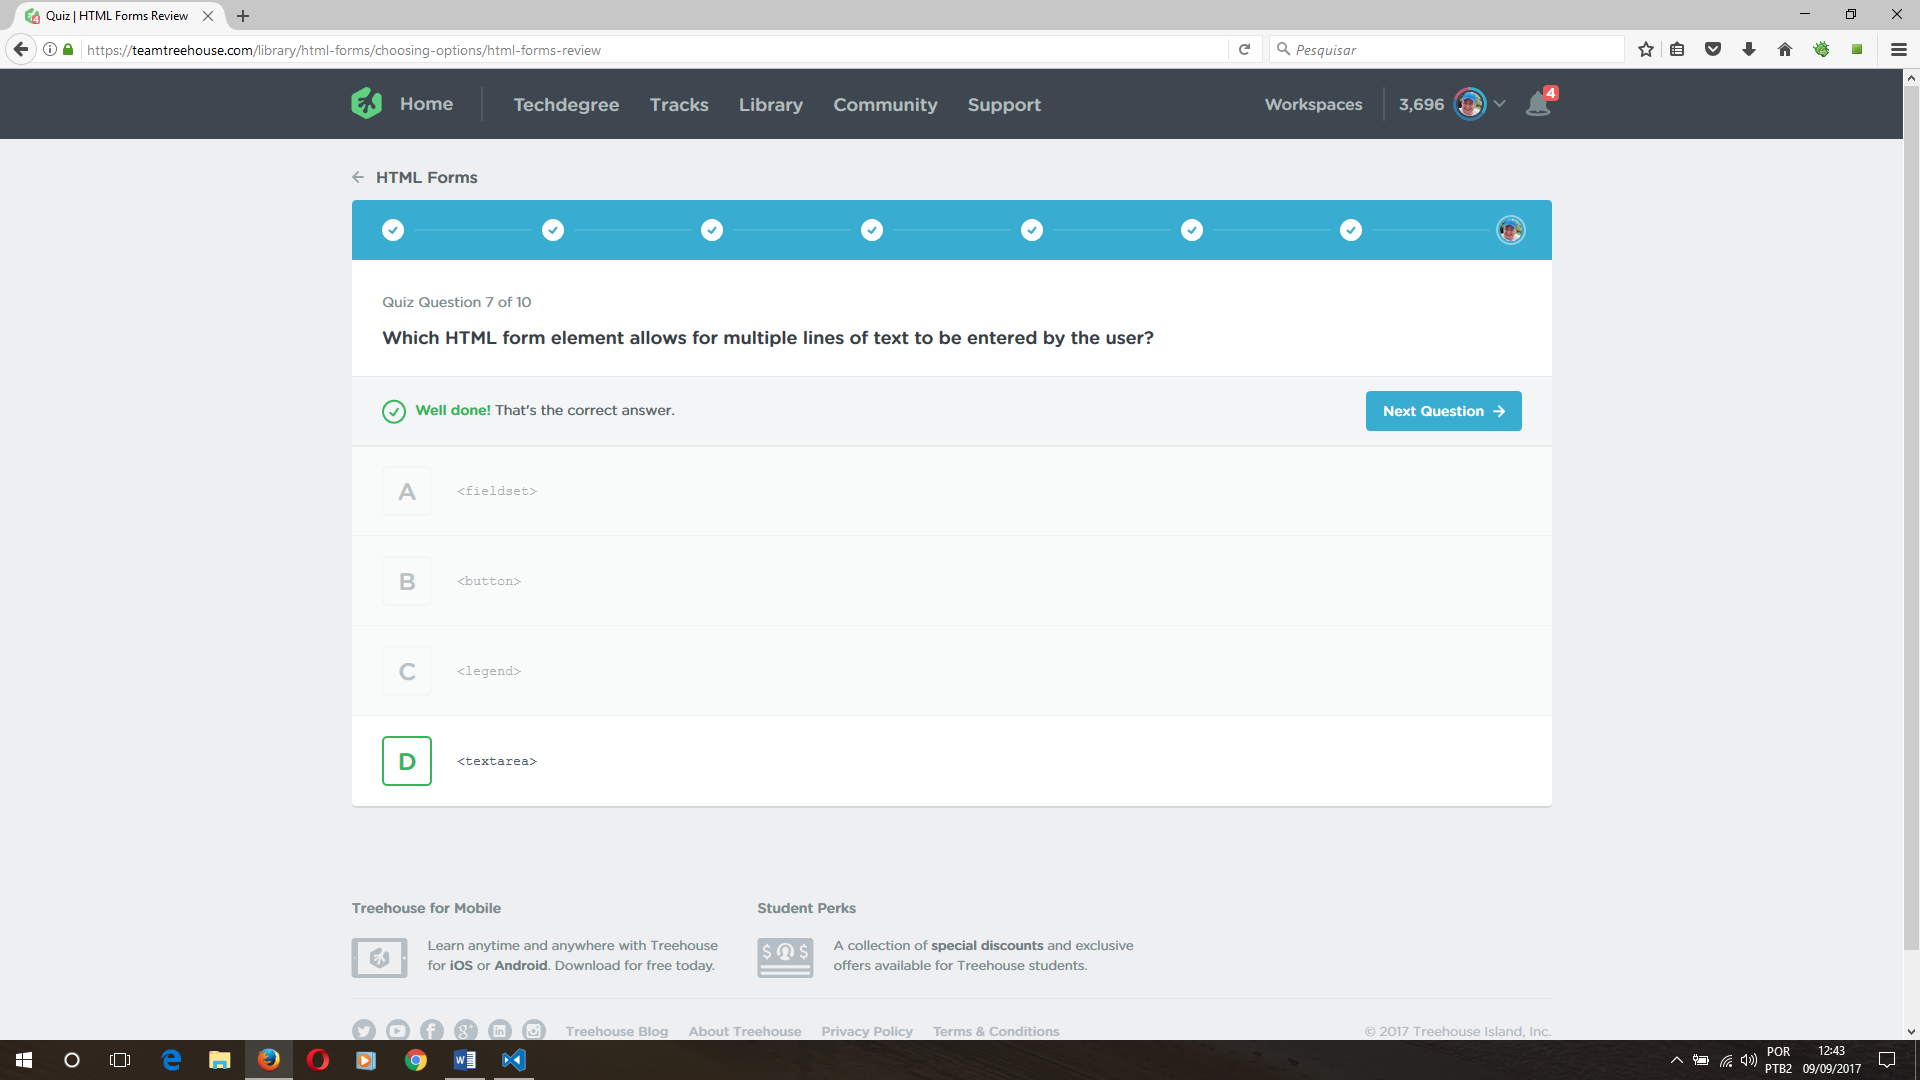 Quiz | HTML Forms Review
https://teamtreehouse.com/library/html-forms/choosing-options/html-forms-review
Pesquisar
Home
Techdegree
Tracks
Library
Community
Support
Workspaces
3,696
4
HTML Forms
Quiz Question 7 of 10
Which HTML form element allows for multiple lines of text to be entered by the user?
Well done! That's the correct answer.
Next Question
A
<fieldset>
B
<button>
C
<legend>
D
<textarea>
Treehouse for Mobile
Learn anytime and anywhere with Treehouse
for iOS or Android. Download for free today.
Student Perks
A collection of special discounts and exclusive
offers available for Treehouse students.
Treehouse Blog
About Treehouse
Privacy Policy
Terms & Conditions
© 2017 Treehouse Island, Inc.
POR
PTB2
12:43
09/09/2017